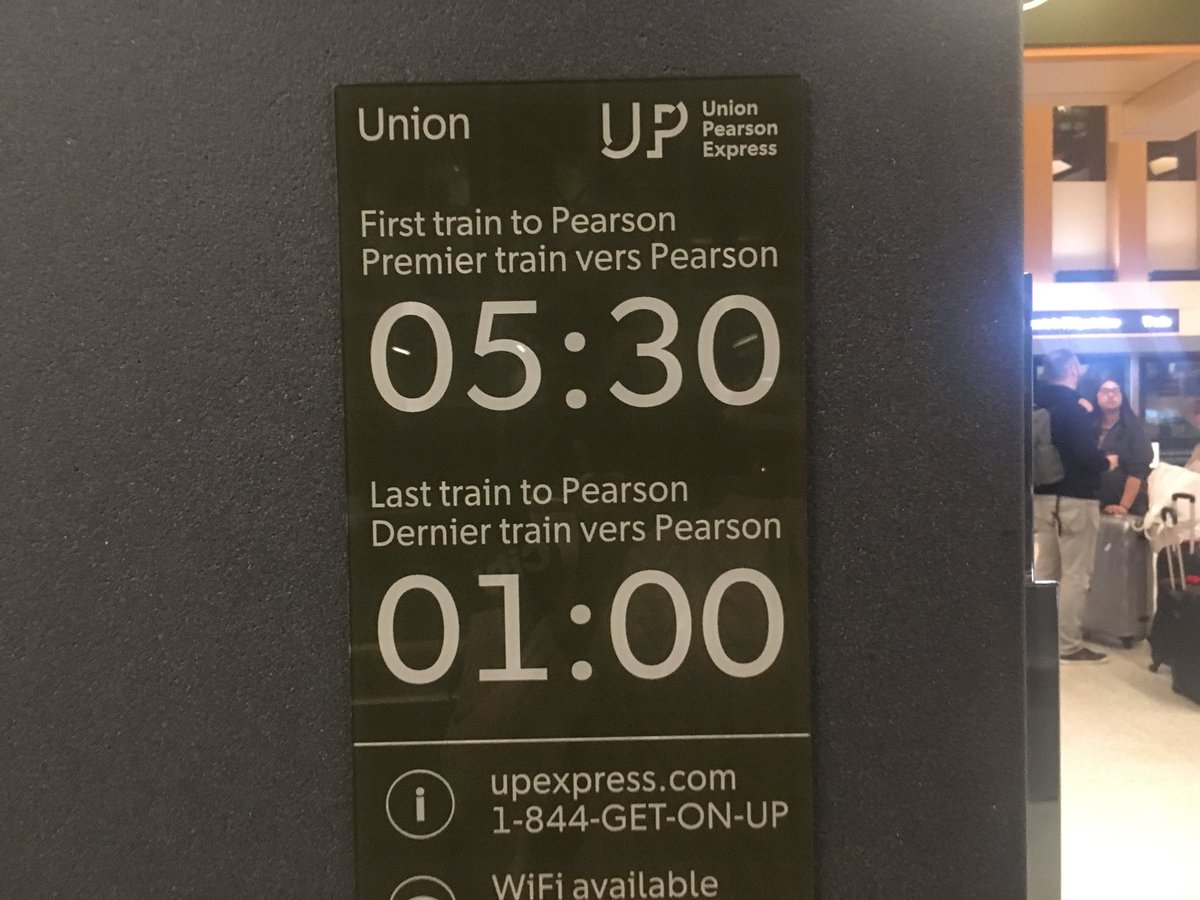 Union
UP Union
Pearson
Express
First train to Pearson
Premier train vers Pearson
05:30
Last train to Pearson
Dernier train vers Pearson
01:00
i upexpress.com
1-844-GET-ON-UP
WiFi available